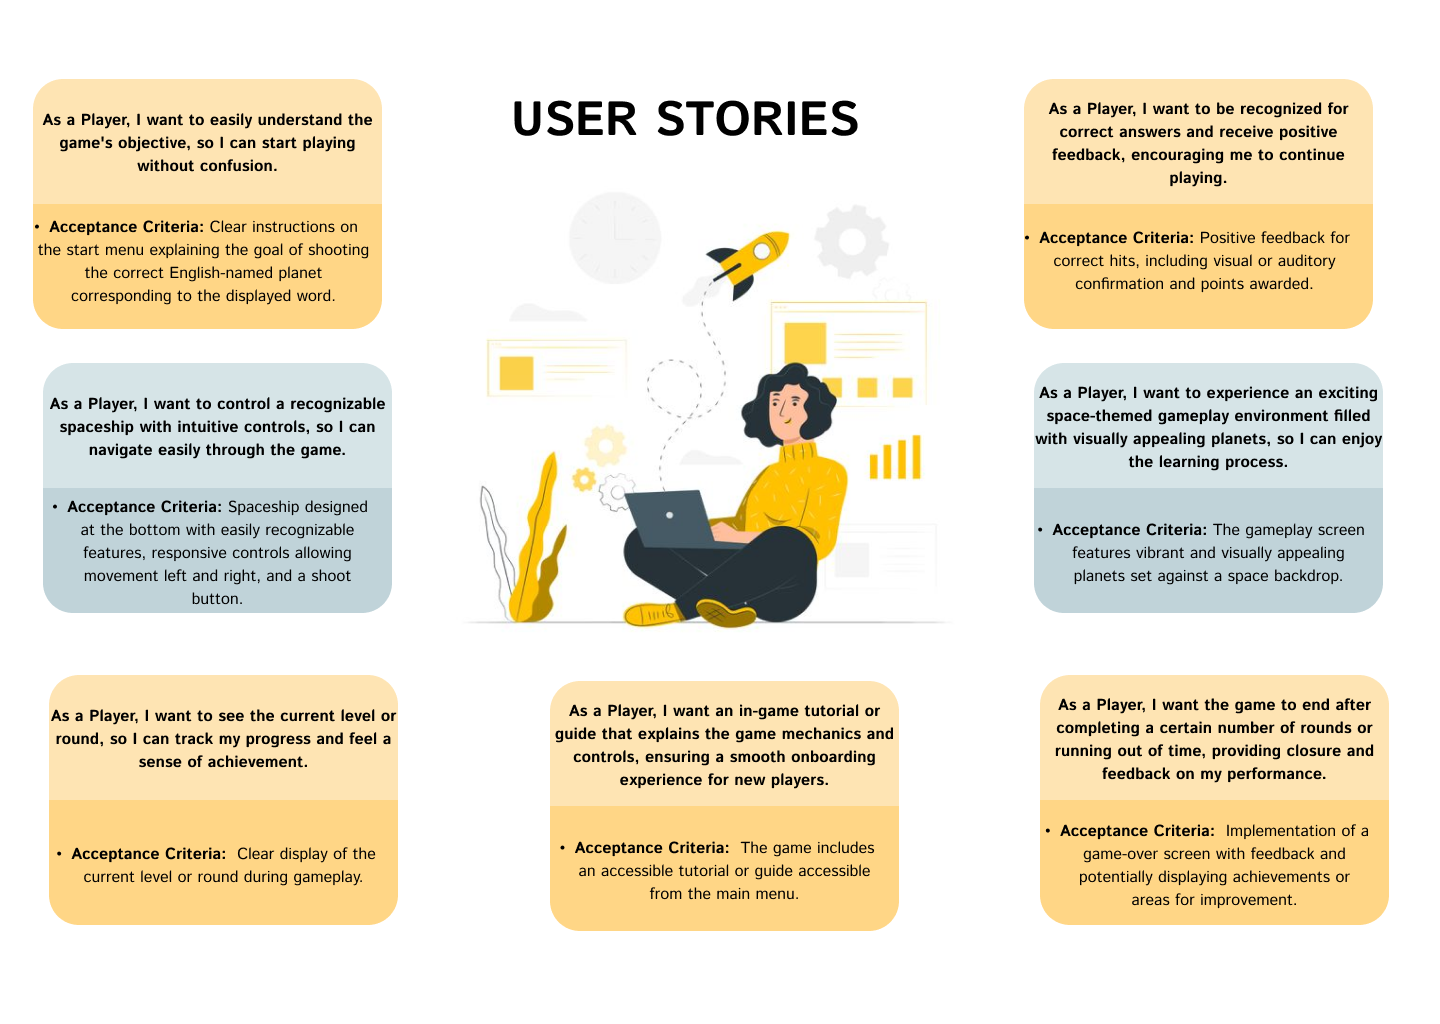 USER STORIES
As a Player, I want to easily understand the
game's objective, so I can start playing
without confusion.
• Acceptance Criteria: Clear instructions on
the start menu explaining the goal of shooting
the correct English-named planet
corresponding to the displayed word.
As a Player, I want to be recognized for
correct answers and receive positive
feedback, encouraging me to continue
playing.
• Acceptance Criteria: Positive feedback for
correct hits, including visual or auditory
confirmation and points awarded.
As a Player, I want to control a recognizable
spaceship with intuitive controls, so I can
navigate easily through the game.
• Acceptance Criteria: Spaceship designed
at the bottom with easily recognizable
features, responsive controls allowing
movement left and right, and a shoot
button.
As a Player, I want to experience an exciting
space-themed gameplay environment filled
with visually appealing planets, so I can enjoy
the learning process.
• Acceptance Criteria: The gameplay screen
features vibrant and visually appealing
planets set against a space backdrop.
As a Player, I want to see the current level or
round, so I can track my progress and feel a
sense of achievement.
• Acceptance Criteria: Clear display of the
current level or round during gameplay.
As a Player, I want an in-game tutorial or
guide that explains the game mechanics and
controls, ensuring a smooth onboarding
experience for new players.
• Acceptance Criteria: The game includes
an accessible tutorial or guide accessible
from the main menu.
As a Player, I want the game to end after
completing a certain number of rounds or
running out of time, providing closure and
feedback on my performance.
• Acceptance Criteria: Implementation of a
game-over screen with feedback and
potentially displaying achievements or
areas for improvement.